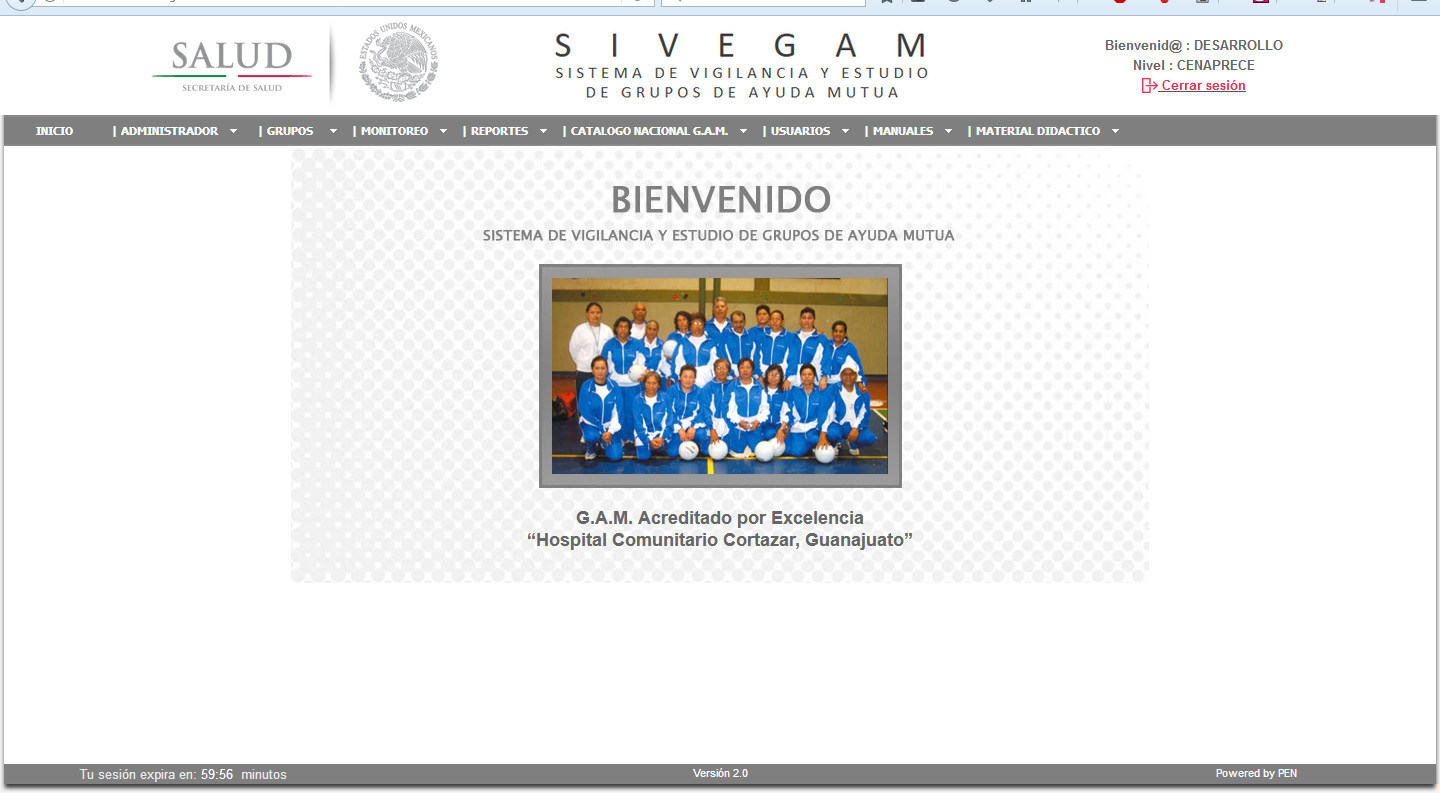 SALUD
SECRETARÍA DE SALUD
ESTADOS UNIDOS MEXICANOS
SIVEGAM
SISTEMA DE VIGILANCIA Y ESTUDIO
DE GRUPOS DE AYUDA MUTUA
Bienvenid@ : DESARROLLO
Nivel : CENAPRECE
Cerrar sesión
INICIO | ADMINISTRADOR | GRUPOS | MONITOREO | REPORTES | CATALOGO NACIONAL G.A.M. | USUARIOS | MANUALES | MATERIAL DIDACTICO
BIENVENIDO
SISTEMA DE VIGILANCIA Y ESTUDIO DE GRUPOS DE AYUDA MUTUA
G.A.M. Acreditado por Excelencia
“Hospital Comunitario Cortazar, Guanajuato”
Tu sesión expira en: 59:56 minutos Versión 2.0 Powered by PEN